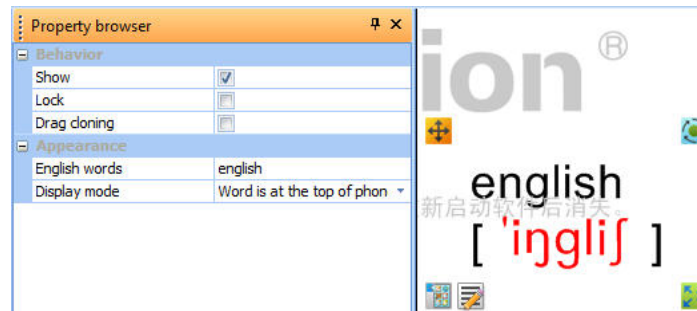 Property browser
Behavior
Show
Lock
Drag cloning
Appearance
English words english
Display mode Word is at the top of phon
ion ®
english
新启动软件后消失。
[ 'iŋgliʃ ]